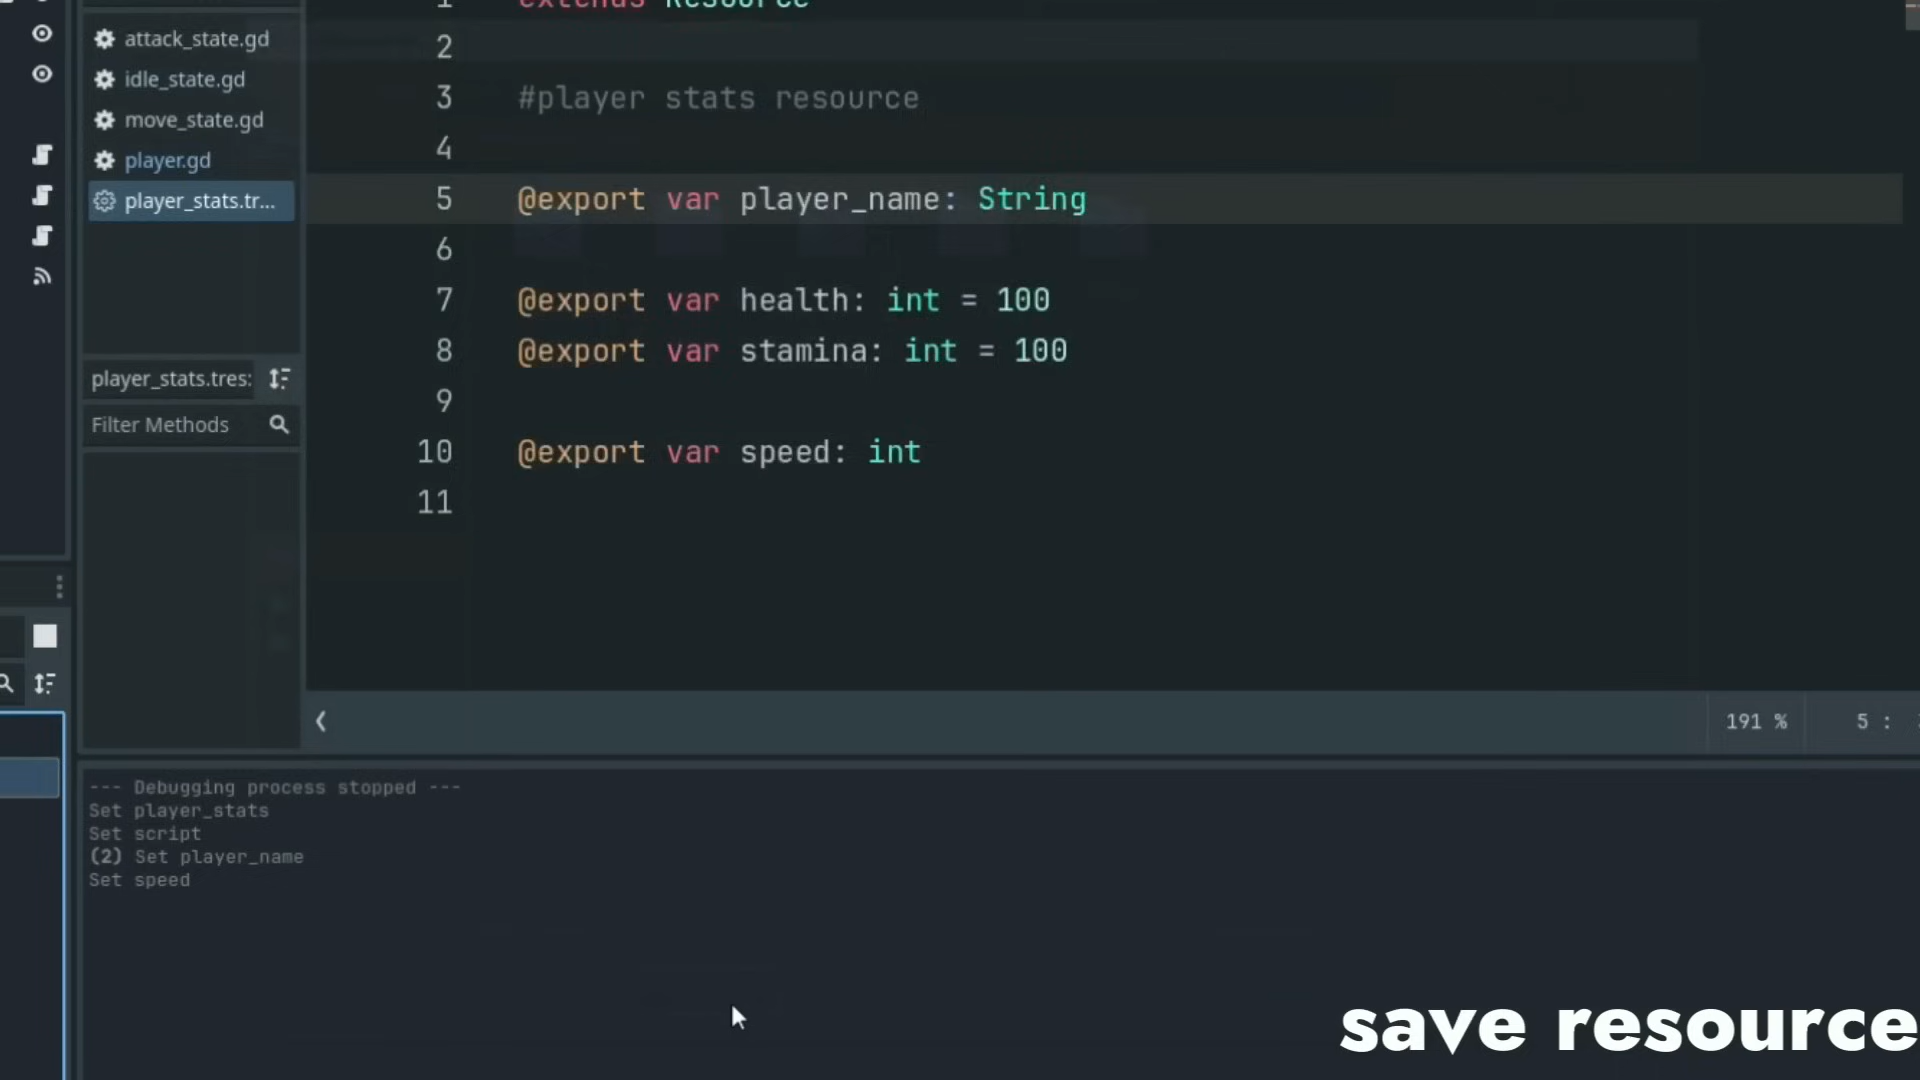 1 extends Resource
attack_state.gd
idle_state.gd
move_state.gd
player.gd
player_stats.tr...
player_stats.tres:
Filter Methods
2
3 #player stats resource
4
5 @export var player_name: String
6
7 @export var health: int = 100
8 @export var stamina: int = 100
9
10 @export var speed: int
11
191 % 5 :
--- Debugging process stopped ---
Set player_stats
Set script
(2) Set player_name
Set speed
save resource